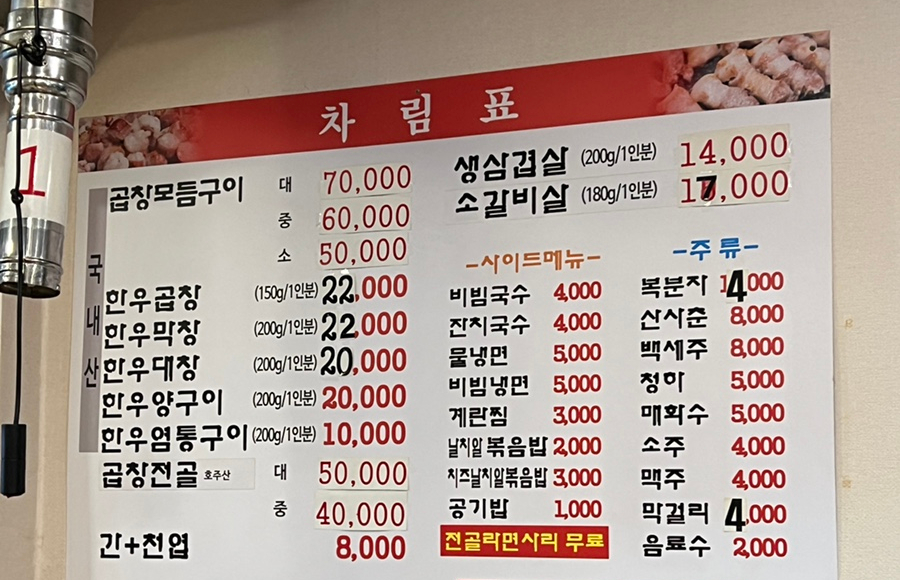 1
차림표
국내산
곱창모듬구이 대 70,000
중 60,000
소 50,000
한우곱창 (150g/1인분) 22,000
한우막창 (200g/1인분) 22,000
한우대창 (200g/1인분) 20,000
한우양구이 (200g/1인분) 20,000
한우염통구이 (200g/1인분) 10,000
곱창전골 호주산 대 50,000
중 40,000
간+천엽 8,000
생삼겹살 (200g/1인분) 14,000
소갈비살 (180g/1인분) 17,000
-사이드메뉴-
비빔국수 4,000
잔치국수 4,000
물냉면 5,000
비빔냉면 5,000
계란찜 3,000
날치알볶음밥 2,000
치즈날치알볶음밥 3,000
공기밥 1,000
전골라면사리 무료
-주류-
복분자 14,000
산사춘 8,000
백세주 8,000
청하 5,000
매화수 5,000
소주 4,000
맥주 4,000
막걸리 4,000
음료수 2,000